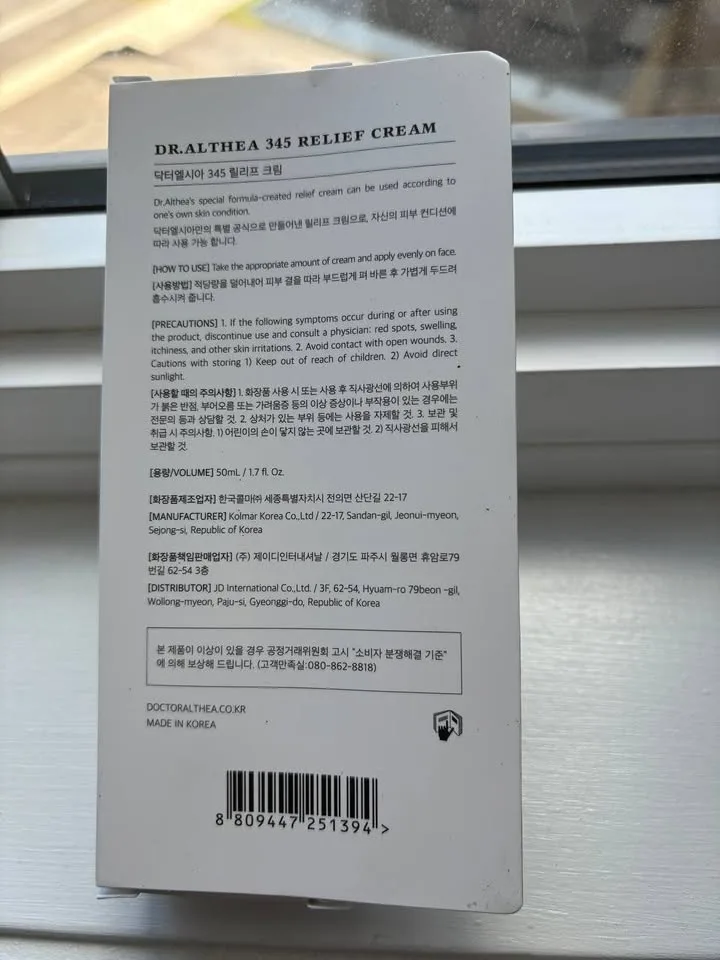 DR.ALTHEA 345 RELIEF CREAM
닥터엘시아 345 릴리프 크림
Dr.Althea's special formula-created relief cream can be used according to
one's own skin condition.
닥터엘시아만의 특별 공식으로 만들어낸 릴리프 크림으로, 자신의 피부 컨디션에
따라 사용 가능 합니다.
[HOW TO USE] Take the appropriate amount of cream and apply evenly on face.
[사용방법] 적당량을 덜어내어 피부 결을 따라 부드럽게 펴 바른 후 가볍게 두드려
흡수시켜 줍니다.
[PRECAUTIONS] 1. If the following symptoms occur during or after using
the product, discontinue use and consult a physician: red spots, swelling,
itchiness, and other skin irritations. 2. Avoid contact with open wounds. 3.
Cautions with storing 1) Keep out of reach of children. 2) Avoid direct
sunlight.
[사용할 때의 주의사항] 1. 화장품 사용 시 또는 사용 후 직사광선에 의하여 사용부위
가 붉은 반점, 부어오름 또는 가려움증 등의 이상 증상이나 부작용이 있는 경우에는
전문의 등과 상담할 것. 2. 상처가 있는 부위 등에는 사용을 자제할 것. 3. 보관 및
취급 시 주의사항. 1) 어린이의 손이 닿지 않는 곳에 보관할 것. 2) 직사광선을 피해서
보관할 것.
[용량/VOLUME] 50mL / 1.7 fl. Oz.
[화장품제조업자] 한국콜마㈜ 세종특별자치시 전의면 산단길 22-17
[MANUFACTURER] Kolmar Korea Co.,Ltd / 22-17, Sandan-gil, Jeonui-myeon,
Sejong-si, Republic of Korea
[화장품책임판매업자] (주) 제이디인터내셔날 / 경기도 파주시 월롱면 휴암로79
번길 62-54 3층
[DISTRIBUTOR] JD International Co.,Ltd. / 3F, 62-54, Hyuam-ro 79beon -gil,
Wollong-myeon, Paju-si, Gyeonggi-do, Republic of Korea
본 제품이 이상이 있을 경우 공정거래위원회 고시 "소비자 분쟁해결 기준"
에 의해 보상해 드립니다. (고객만족실:080-862-8818)
DOCTORALTHEA.CO.KR
MADE IN KOREA
8 809447 251394 >